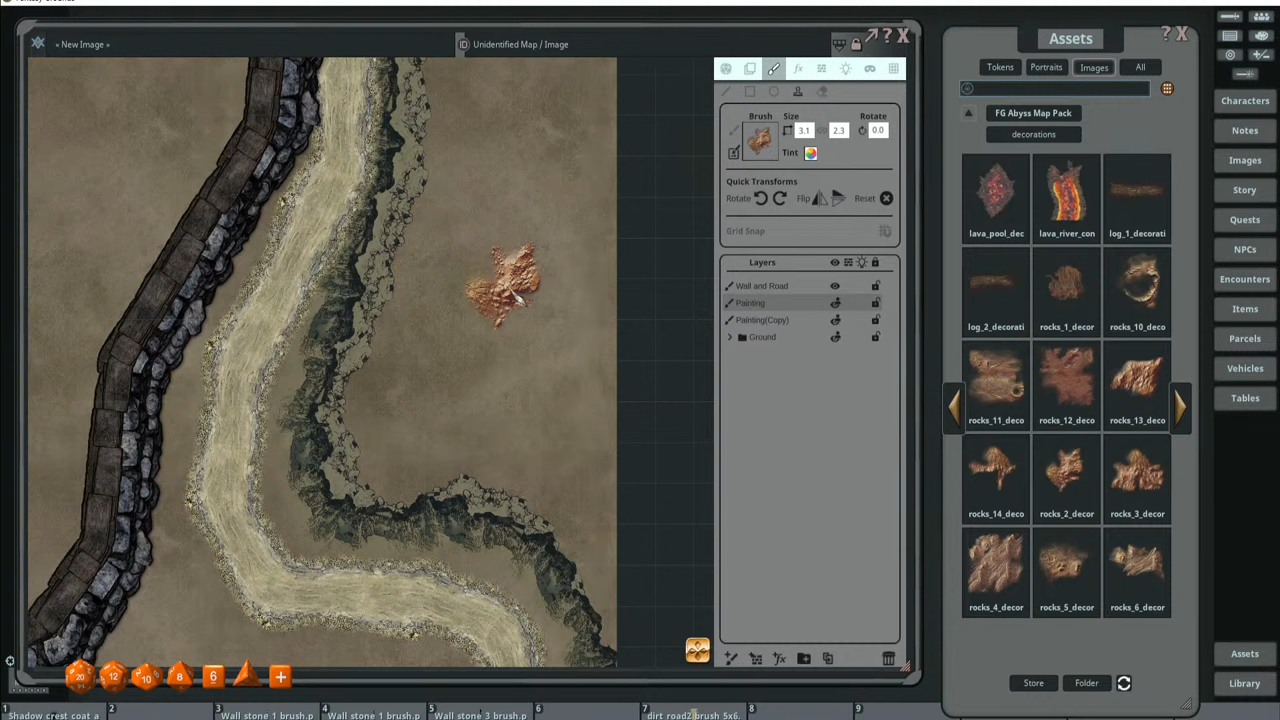 « New Image »
ID Unidentified Map / Image
Brush Size Rotate
3.1 2.3 0.0
Tint
Quick Transforms
Rotate Flip Reset
Grid Snap
Layers
Wall and Road
Painting
Painting(Copy)
Ground
Assets
Tokens Portraits Images All
FG Abyss Map Pack
decorations
lava_pool_dec lava_river_con log_1_decorati
log_2_decorati rocks_1_decor rocks_10_deco
rocks_11_deco rocks_12_deco rocks_13_deco
rocks_14_deco rocks_2_decor rocks_3_decor
rocks_4_decor rocks_5_decor rocks_6_decor
Store Folder
Characters
Notes
Images
Story
Quests
NPCs
Encounters
Items
Parcels
Vehicles
Tables
Assets
Library
20 12 10 8 6
1 2 3 4 5 6 7 8 9
Shadow crest coat a Wall stone 1 brush.p Wall stone 1 brush.p Wall stone 3 brush.p dirt road2 brush 5x6.